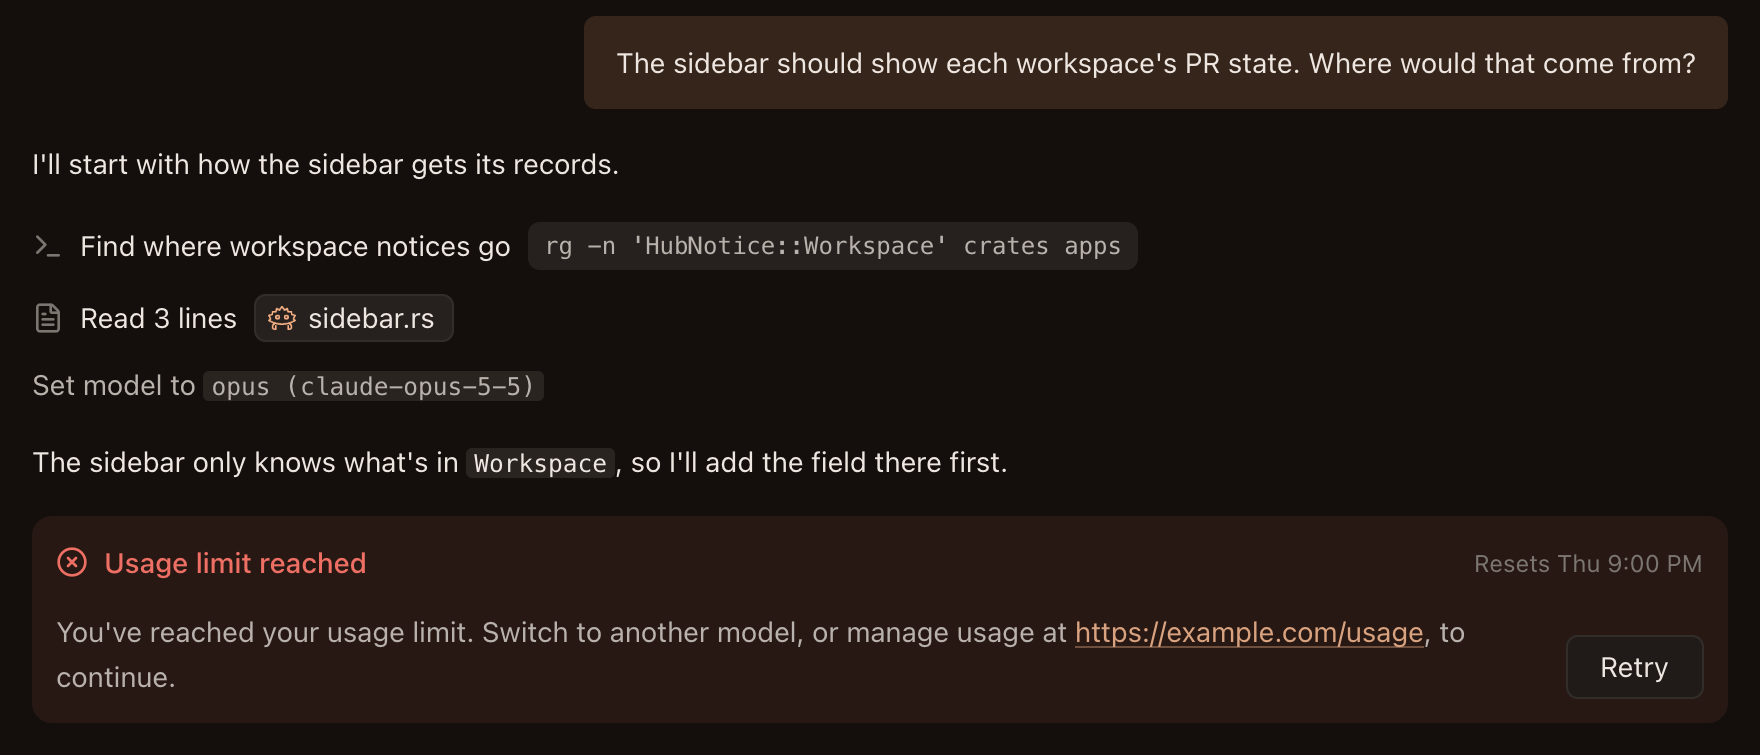 The sidebar should show each workspace's PR state. Where would that come from?
I'll start with how the sidebar gets its records.
Find where workspace notices go rg -n 'HubNotice::Workspace' crates apps
Read 3 lines sidebar.rs
Set model to opus (claude-opus-5-5)
The sidebar only knows what's in Workspace, so I'll add the field there first.
Usage limit reached Resets Thu 9:00 PM
You've reached your usage limit. Switch to another model, or manage usage at https://example.com/usage, to
continue.
Retry